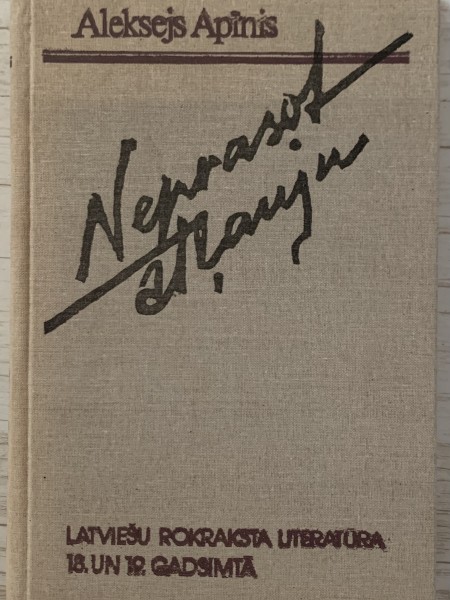 Aleksejs Apīnis
Neprasot
atļauju
LATVIEŠU ROKRAKSTA LITERATŪRA
18. UN 19. GADSIMTĀ